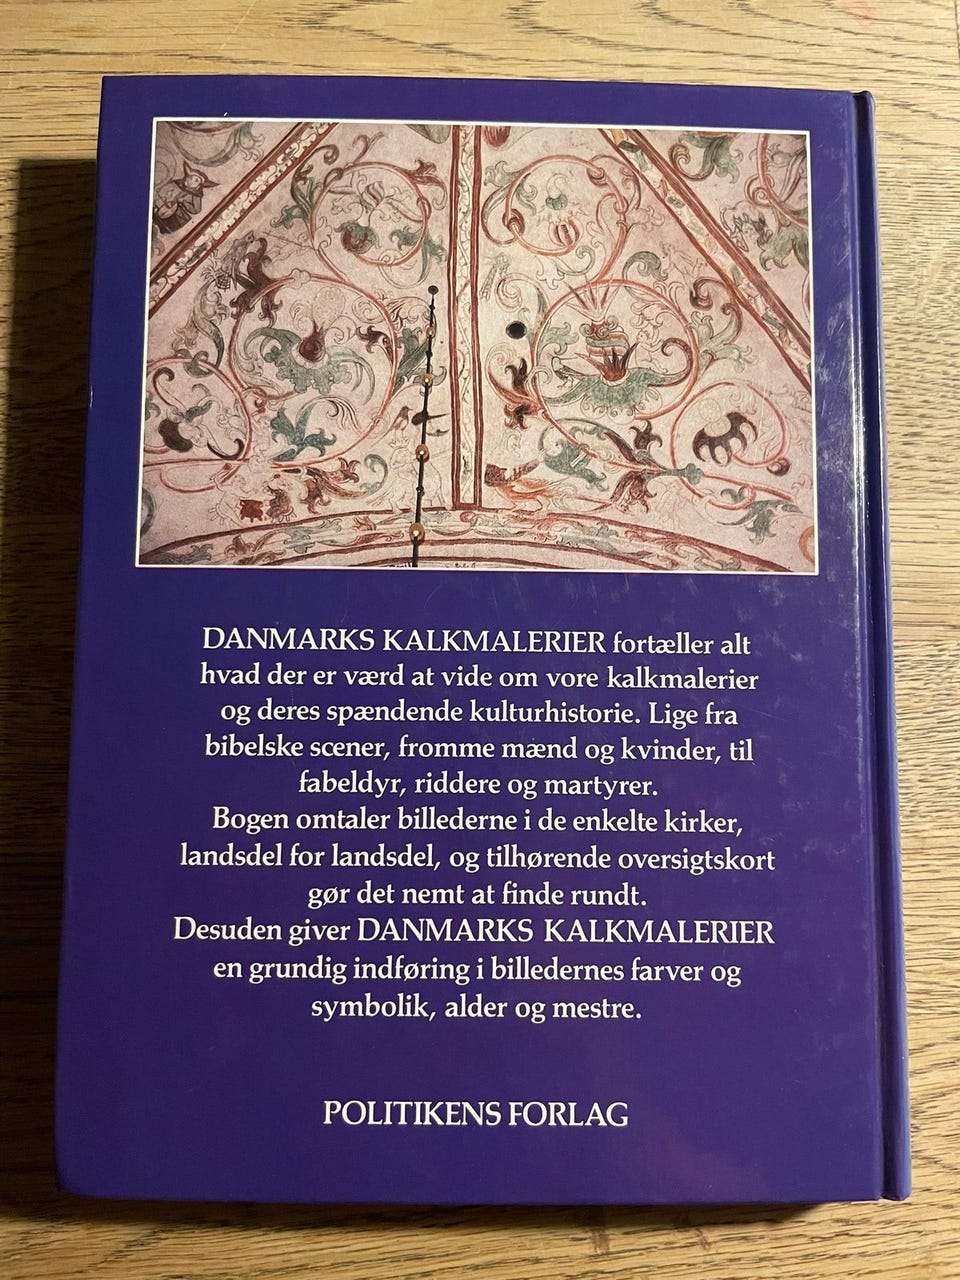 DANMARKS KALKMALERIER fortæller alt
hvad der er værd at vide om vore kalkmalerier
og deres spændende kulturhistorie. Lige fra
bibelske scener, fromme mænd og kvinder, til
fabeldyr, riddere og martyrer.
Bogen omtaler billederne i de enkelte kirker,
landsdel for landsdel, og tilhørende oversigtskort
gør det nemt at finde rundt.
Desuden giver DANMARKS KALKMALERIER
en grundig indføring i billedernes farver og
symbolik, alder og mestre.
POLITIKENS FORLAG